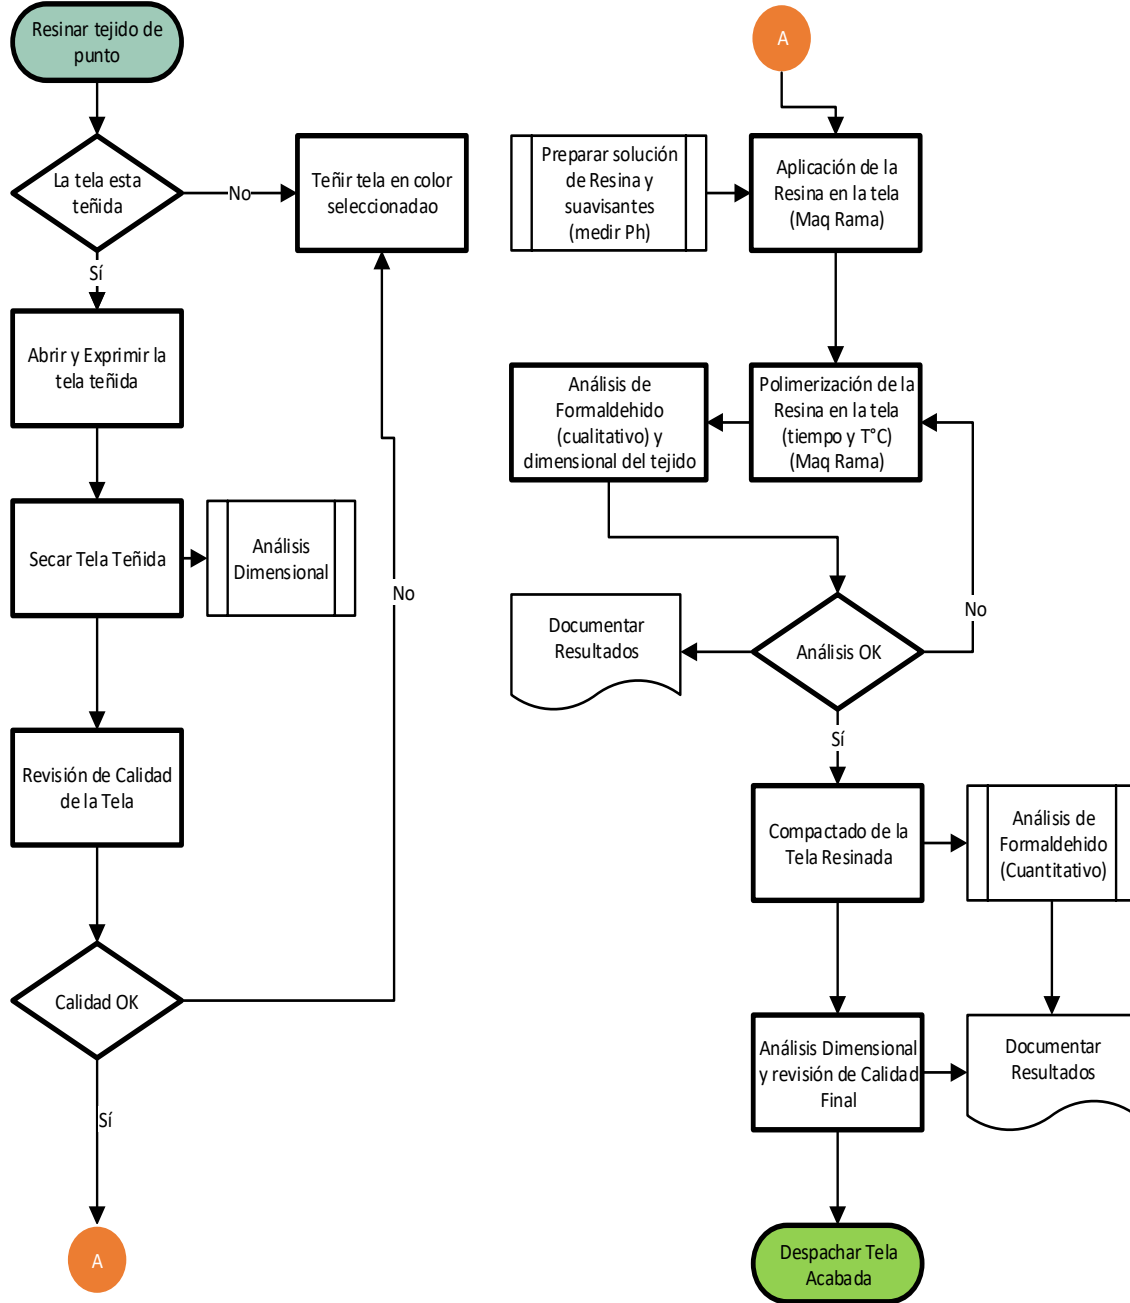 Resinar tejido de
punto
La tela esta
teñida
No
Teñir tela en color
seleccionadao
Sí
Abrir y Exprimir la
tela teñida
Secar Tela Teñida
Análisis
Dimensional
No
Revisión de Calidad
de la Tela
Calidad OK
Sí
A
A
Preparar solución
de Resina y
suavisantes
(medir Ph)
Aplicación de la
Resina en la tela
(Maq Rama)
Análisis de
Formaldehido
(cualitativo) y
dimensional del tejido
Polimerización de la
Resina en la tela
(tiempo y T°C)
(Maq Rama)
No
Documentar
Resultados
Análisis OK
Sí
Compactado de la
Tela Resinada
Análisis de
Formaldehido
(Cuantitativo)
Análisis Dimensional
y revisión de Calidad
Final
Documentar
Resultados
Despachar Tela
Acabada